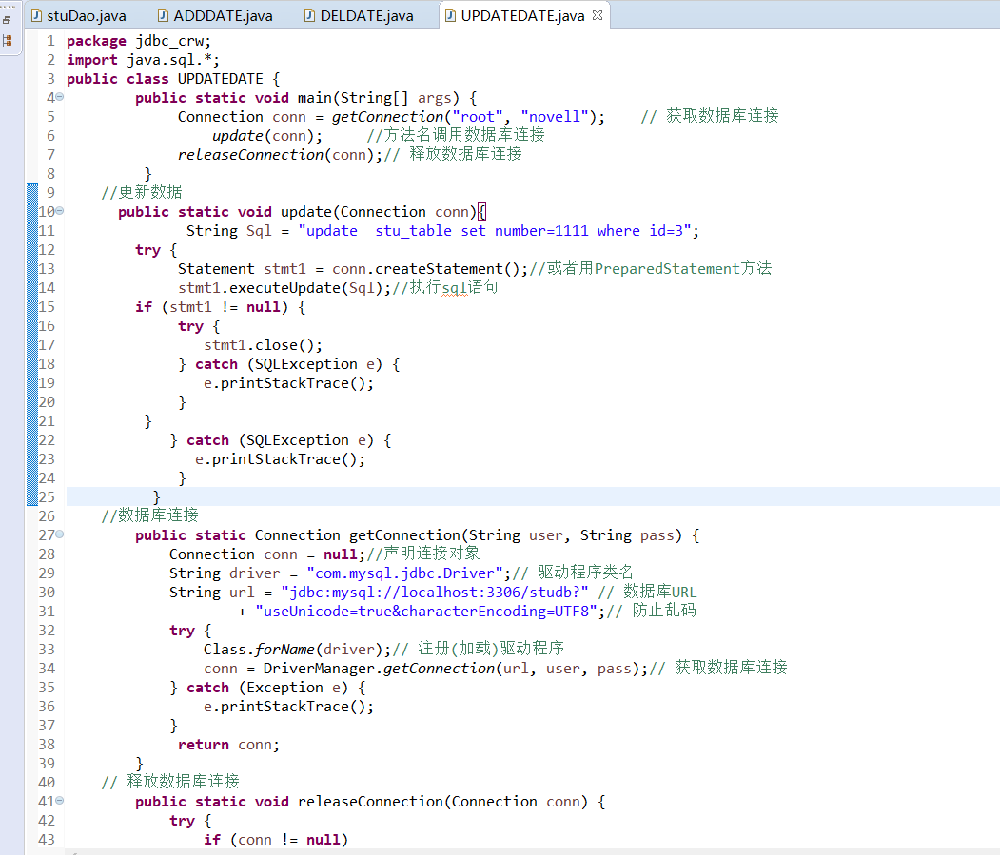 stuDao.java ADDDATE.java DELDATE.java UPDATEDATE.java
1 package jdbc_crw;
2 import java.sql.*;
3 public class UPDATEDATE {
4 public static void main(String[] args) {
5 Connection conn = getConnection("root", "novell"); // 获取数据库连接
6 update(conn); //方法名调用数据库连接
7 releaseConnection(conn);// 释放数据库连接
8 }
9 //更新数据
10 public static void update(Connection conn){
11 String Sql = "update  stu_table set number=1111 where id=3";
12 try {
13 Statement stmt1 = conn.createStatement();//或者用PreparedStatement方法
14 stmt1.executeUpdate(Sql);//执行sql语句
15 if (stmt1 != null) {
16 try {
17 stmt1.close();
18 } catch (SQLException e) {
19 e.printStackTrace();
20 }
21 }
22 } catch (SQLException e) {
23 e.printStackTrace();
24 }
25 }
26 //数据库连接
27 public static Connection getConnection(String user, String pass) {
28 Connection conn = null;//声明连接对象
29 String driver = "com.mysql.jdbc.Driver";// 驱动程序类名
30 String url = "jdbc:mysql://localhost:3306/studb?" // 数据库URL
31 + "useUnicode=true&characterEncoding=UTF8";// 防止乱码
32 try {
33 Class.forName(driver);// 注册(加载)驱动程序
34 conn = DriverManager.getConnection(url, user, pass);// 获取数据库连接
35 } catch (Exception e) {
36 e.printStackTrace();
37 }
38 return conn;
39 }
40 // 释放数据库连接
41 public static void releaseConnection(Connection conn) {
42 try {
43 if (conn != null)